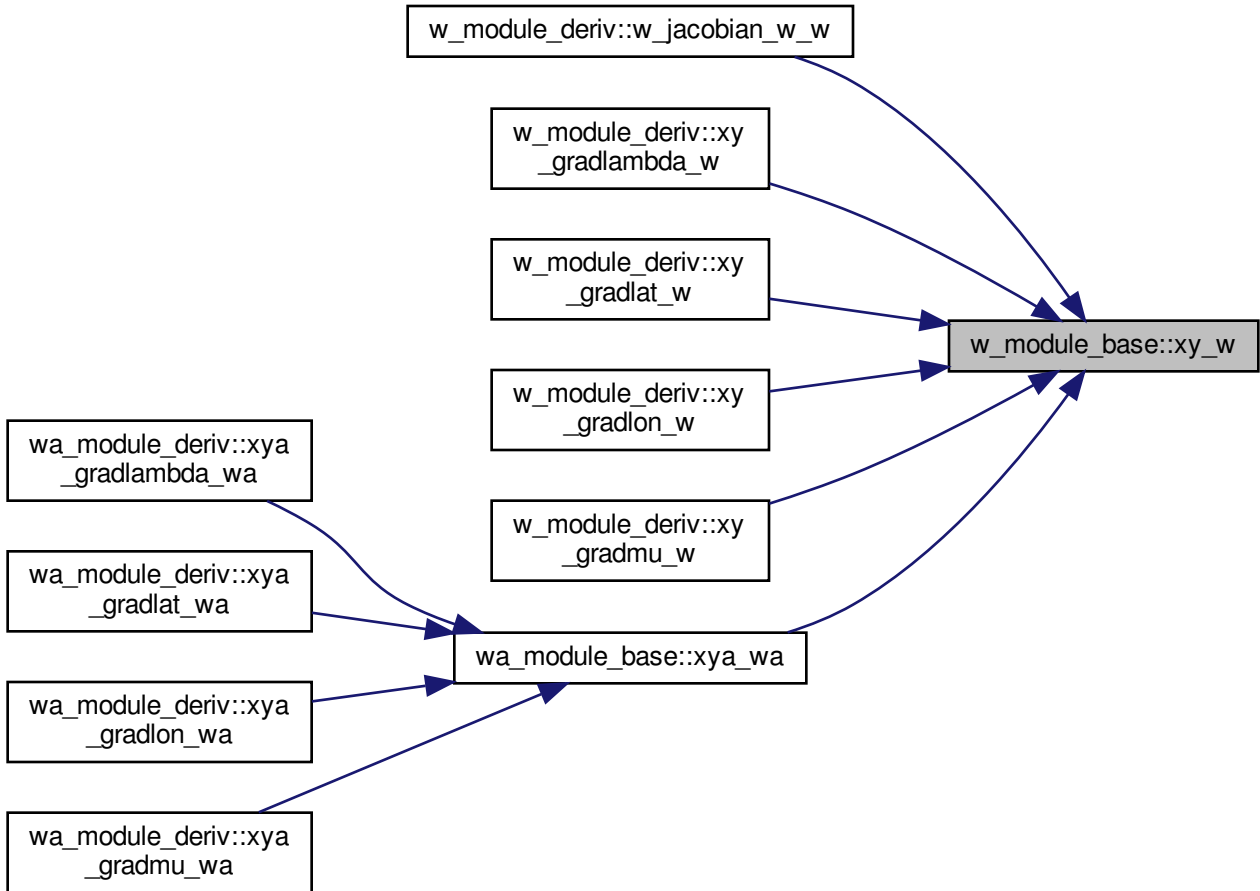 w_module_deriv::w_jacobian_w_w
w_module_deriv::xy
_gradlambda_w
w_module_deriv::xy
_gradlat_w
w_module_base::xy_w
w_module_deriv::xy
_gradlon_w
wa_module_deriv::xya
_gradlambda_wa
w_module_deriv::xy
_gradmu_w
wa_module_deriv::xya
_gradlat_wa
wa_module_base::xya_wa
wa_module_deriv::xya
_gradlon_wa
wa_module_deriv::xya
_gradmu_wa